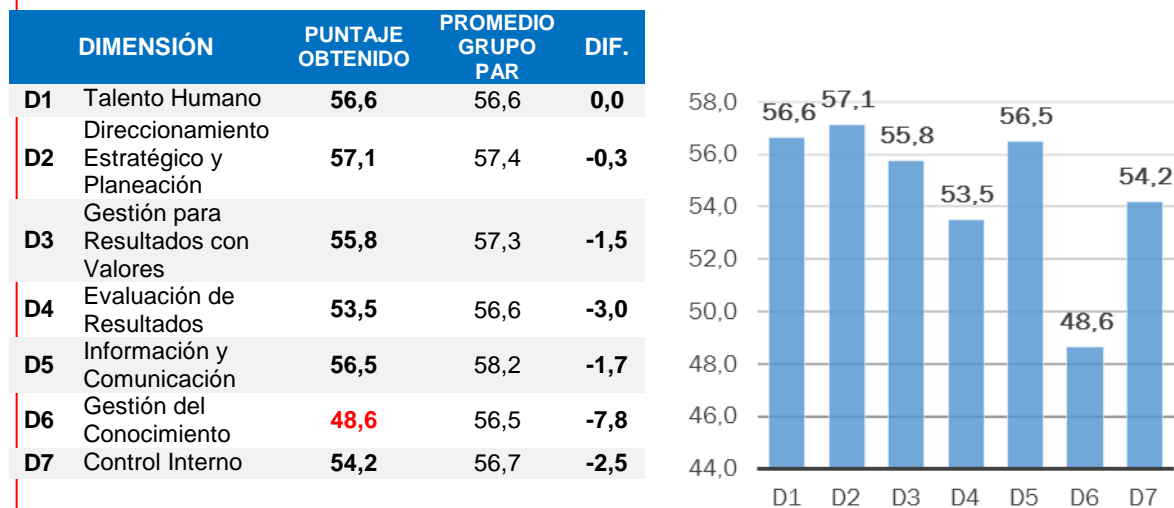 DIMENSIÓN PUNTAJE OBTENIDO PROMEDIO GRUPO PAR DIF.
D1 Talento Humano 56,6 56,6 0,0
D2 Direccionamiento Estratégico y Planeación 57,1 57,4 -0,3
D3 Gestión para Resultados con Valores 55,8 57,3 -1,5
D4 Evaluación de Resultados 53,5 56,6 -3,0
D5 Información y Comunicación 56,5 58,2 -1,7
D6 Gestión del Conocimiento 48,6 56,5 -7,8
D7 Control Interno 54,2 56,7 -2,5
58,0
56,0
54,0
52,0
50,0
48,0
46,0
44,0
56,6 57,1 55,8 53,5 56,5 48,6 54,2
D1 D2 D3 D4 D5 D6 D7